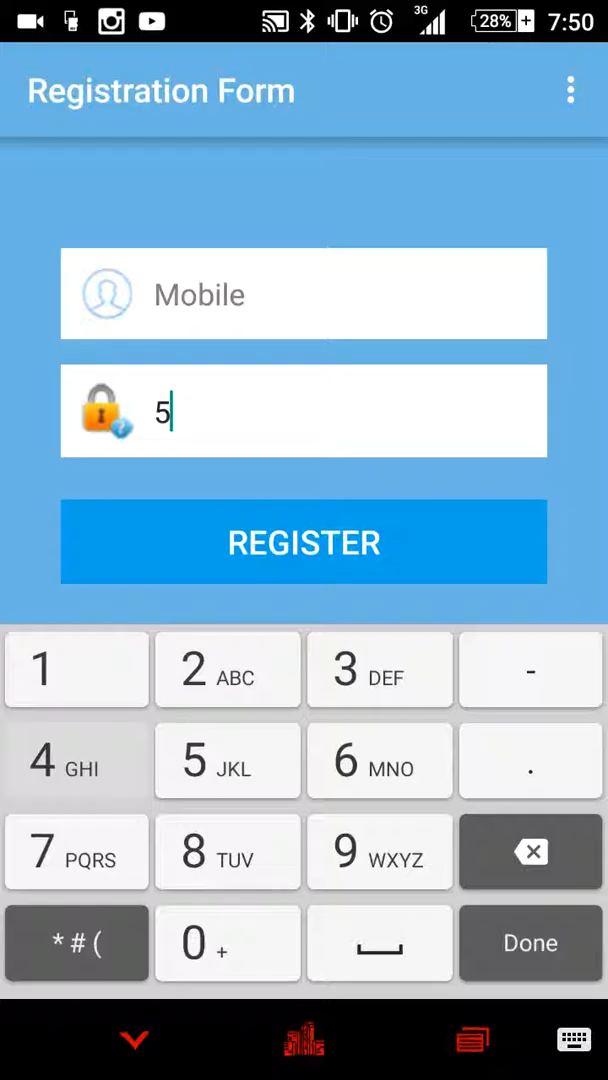 3G 28% 7:50
Registration Form
Mobile
5
REGISTER
1 2 ABC 3 DEF -
4 GHI 5 JKL 6 MNO .
7 PQRS 8 TUV 9 WXYZ
* # ( 0 + Done